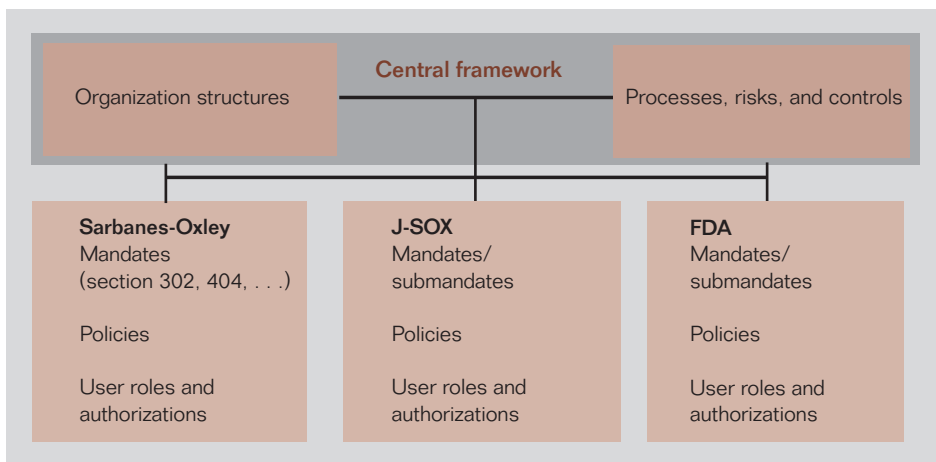 Central framework
Organization structures
Processes, risks, and controls
Sarbanes-Oxley
Mandates
(section 302, 404, . . .)
Policies
User roles and
authorizations
J-SOX
Mandates/
submandates
Policies
User roles and
authorizations
FDA
Mandates/
submandates
Policies
User roles and
authorizations